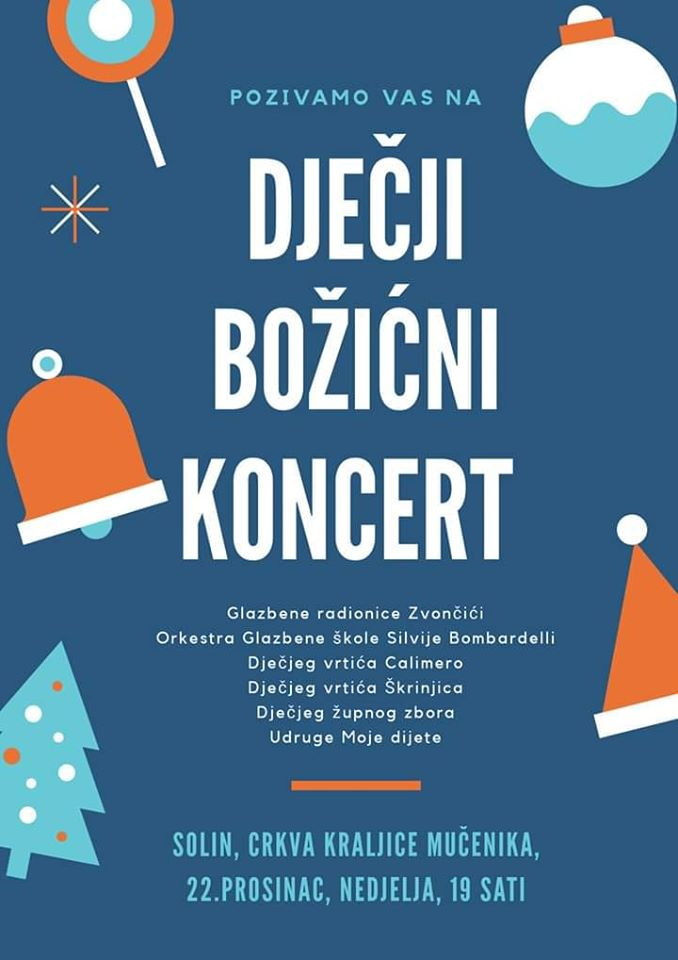 POZIVAMO VAS NA
DJEČJI
BOŽIĆNI
KONCERT
Glazbene radionice Zvončići
Orkestra Glazbene škole Silvije Bombardelli
Dječjeg vrtića Calimero
Dječjeg vrtića Škrinjica
Dječjeg župnog zbora
Udruge Moje dijete
SOLIN, CRKVA KRALJICE MUČENIKA,
22.PROSINAC, NEDJELJA, 19 SATI